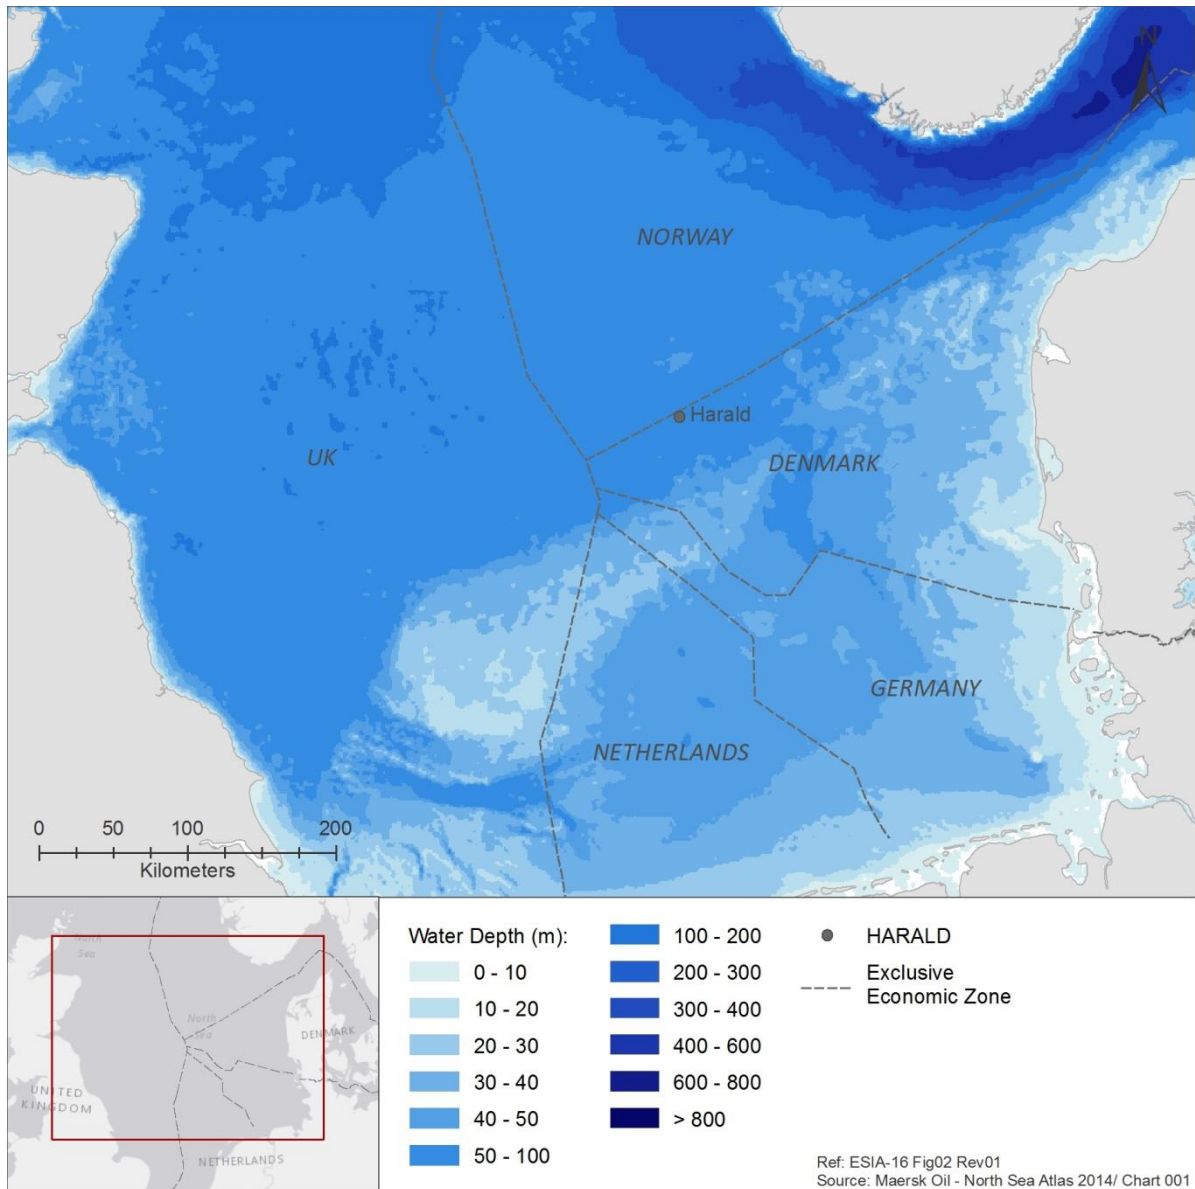 N
NORWAY
Harald
UK
DENMARK
GERMANY
NETHERLANDS
0 50 100 200
Kilometers
North
Sea
North
Sea
DENMARK
UNITED
KINGDOM
NETHERLANDS
Water Depth (m):
0 - 10
10 - 20
20 - 30
30 - 40
40 - 50
50 - 100
100 - 200
200 - 300
300 - 400
400 - 600
600 - 800
> 800
HARALD
Exclusive
Economic Zone
Ref: ESIA-16 Fig02 Rev01
Source: Maersk Oil - North Sea Atlas 2014/ Chart 001